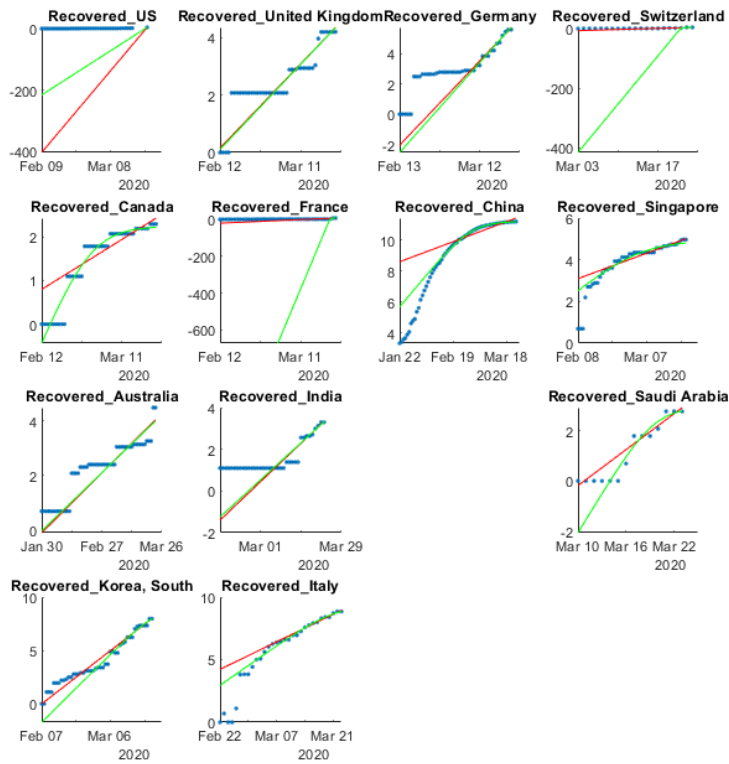 Recovered_US
0
-200
-400
Feb 09 Mar 08
2020
Recovered_United Kingdom
4
2
0
Feb 12 Mar 11
2020
Recovered_Germany
4
2
0
-2
Feb 13 Mar 12
2020
Recovered_Switzerland
0
-200
-400
Mar 03 Mar 17
2020
Recovered_Canada
2
1
0
Feb 12 Mar 11
2020
Recovered_France
0
-200
-400
-600
Feb 12 Mar 11
2020
Recovered_China
10
8
6
4
Jan 22 Feb 19 Mar 18
2020
Recovered_Singapore
6
4
2
0
Feb 08 Mar 07
2020
Recovered_Australia
4
2
0
Jan 30 Feb 27 Mar 26
2020
Recovered_India
4
2
0
-2
Mar 01 Mar 29
2020
Recovered_Saudi Arabia
2
0
-2
Mar 10 Mar 16 Mar 22
2020
Recovered_Korea, South
10
5
0
Feb 07 Mar 06
2020
Recovered_Italy
10
5
0
Feb 22 Mar 07 Mar 21
2020